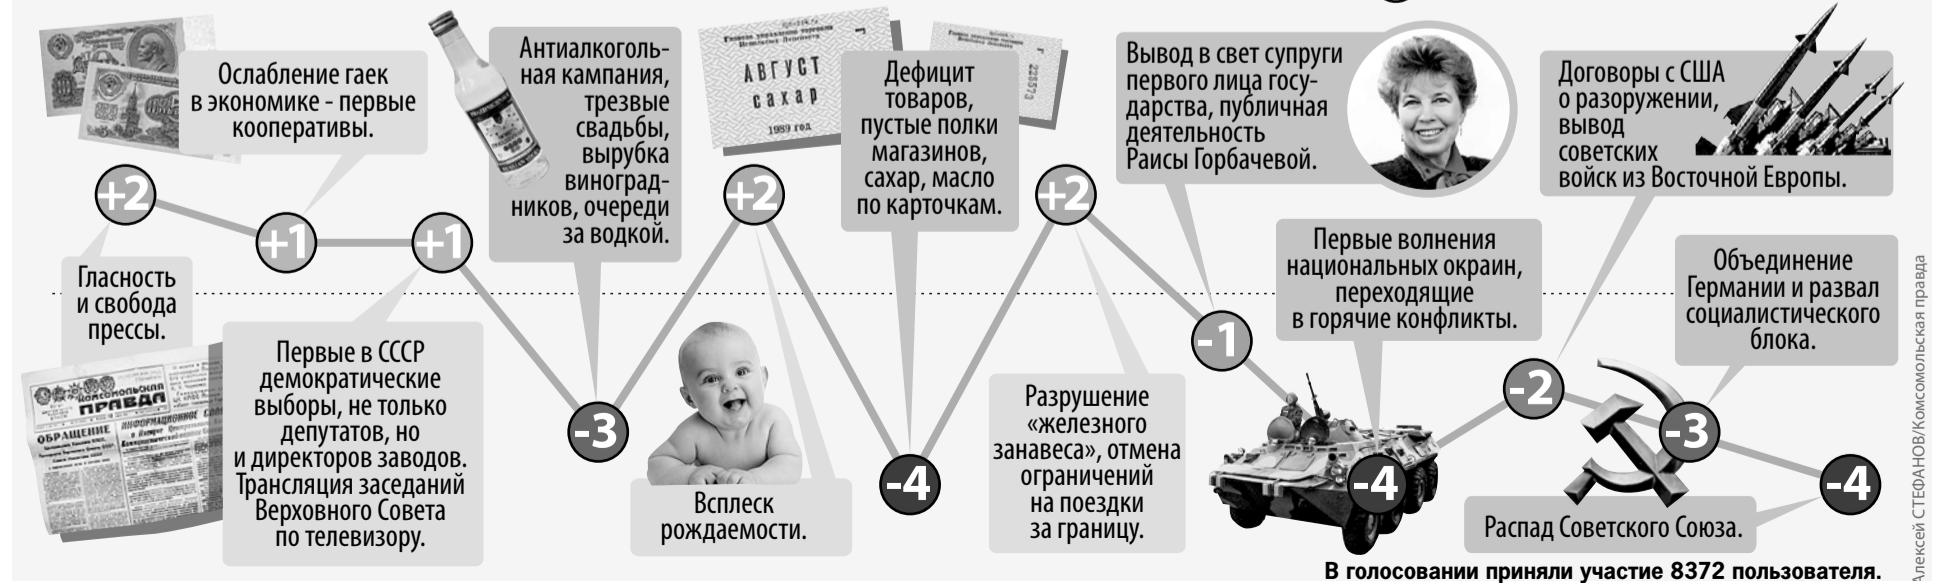 +2
Гласность
и свобода
прессы.
КОМСОМОЛЬСКАЯ
ПРАВДА
ОБРАЩЕНИЕ
+1
Ослабление гаек
в экономике - первые
кооперативы.
+1
Первые в СССР
демократические
выборы, не только
депутатов, но
и директоров заводов.
Трансляция заседаний
Верховного Совета
по телевизору.
-3
Антиалкоголь-
ная кампания,
трезвые
свадьбы,
вырубка
виноград-
ников, очереди
за водкой.
+2
Всплеск
рождаемости.
АВГУСТ
сахар
1989 год
-4
Дефицит
товаров,
пустые полки
магазинов,
сахар, масло
по карточкам.
+2
Разрушение
«железного
занавеса», отмена
ограничений
на поездки
за границу.
-1
Вывод в свет супруги
первого лица госу-
дарства, публичная
деятельность
Раисы Горбачевой.
-4
Первые волнения
национальных окраин,
переходящие
в горячие конфликты.
-2
Договоры с США
о разоружении,
вывод
советских
войск из Восточной Европы.
-3
Объединение
Германии и развал
социалистического
блока.
-4
Распад Советского Союза.
В голосовании приняли участие 8372 пользователя.
Алексей СТЕФАНОВ/Комсомольская правда